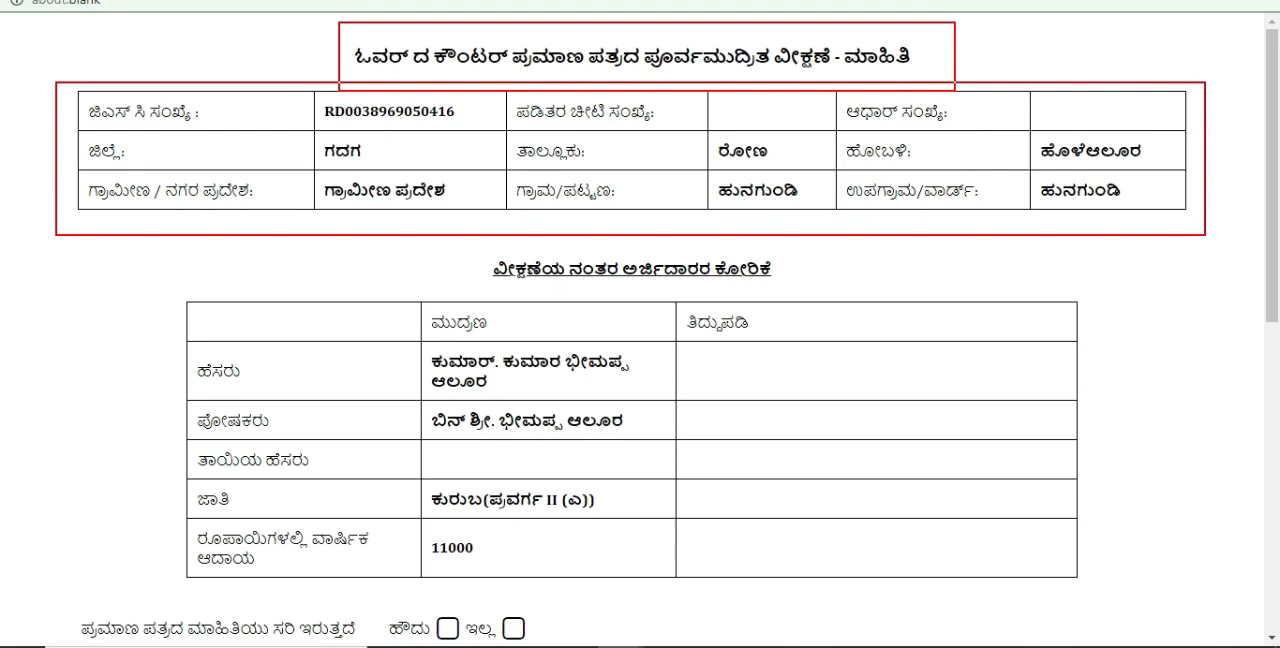 about:blank
ಓವರ್ ದ ಕೌಂಟರ್ ಪ್ರಮಾಣ ಪತ್ರದ ಪೂರ್ವಮುದ್ರಿತ ವೀಕ್ಷಣೆ - ಮಾಹಿತಿ
ಜಿಎಸ್ ಸಿ ಸಂಖ್ಯೆ : RD0038969050416 ಪಡಿತರ ಚೀಟಿ ಸಂಖ್ಯೆ: ಆಧಾರ್ ಸಂಖ್ಯೆ:
ಜಿಲ್ಲೆ: ಗದಗ ತಾಲ್ಲೂಕು: ರೋಣ ಹೋಬಳಿ: ಹೊಳೆಆಲೂರ
ಗ್ರಾಮೀಣ / ನಗರ ಪ್ರದೇಶ: ಗ್ರಾಮೀಣ ಪ್ರದೇಶ ಗ್ರಾಮ/ಪಟ್ಟಣ: ಹುನಗುಂಡಿ ಉಪಗ್ರಾಮ/ವಾರ್ಡ್: ಹುನಗುಂಡಿ
ವೀಕ್ಷಣೆಯ ನಂತರ ಅರ್ಜಿದಾರರ ಕೋರಿಕೆ
ಮುದ್ರಣ ತಿದ್ದುಪಡಿ
ಹೆಸರು ಕುಮಾರ್. ಕುಮಾರ ಭೀಮಪ್ಪ
ಆಲೂರ
ಪೋಷಕರು ಬಿನ್ ಶ್ರೀ. ಭೀಮಪ್ಪ ಆಲೂರ
ತಾಯಿಯ ಹೆಸರು
ಜಾತಿ ಕುರುಬ(ಪ್ರವರ್ಗ II (ಎ))
ರೂಪಾಯಿಗಳಲ್ಲಿ ವಾರ್ಷಿಕ
ಆದಾಯ 11000
ಪ್ರಮಾಣ ಪತ್ರದ ಮಾಹಿತಿಯು ಸರಿ ಇರುತ್ತದೆ ಹೌದು ಇಲ್ಲ